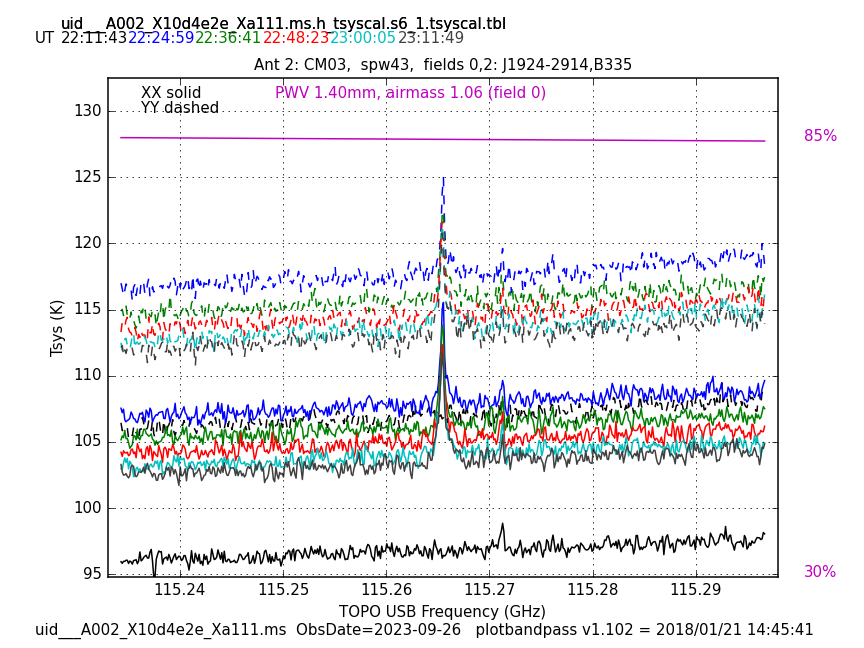 uid___A002_X10d4e2e_Xa111.ms.h_tsyscal.s6_1.tsyscal.tbl
UT 22:11:43 22:24:59 22:36:41 22:48:23 23:00:05 23:11:49
Ant 2: CM03,  spw43,  fields 0,2: J1924-2914,B335
XX solid
PWV 1.40mm, airmass 1.06 (field 0)
YY dashed
130
85%
125
120
115
110
105
100
95
30%
Tsys (K)
115.24 115.25 115.26 115.27 115.28 115.29
TOPO USB Frequency (GHz)
uid___A002_X10d4e2e_Xa111.ms  ObsDate=2023-09-26   plotbandpass v1.102 = 2018/01/21 14:45:41